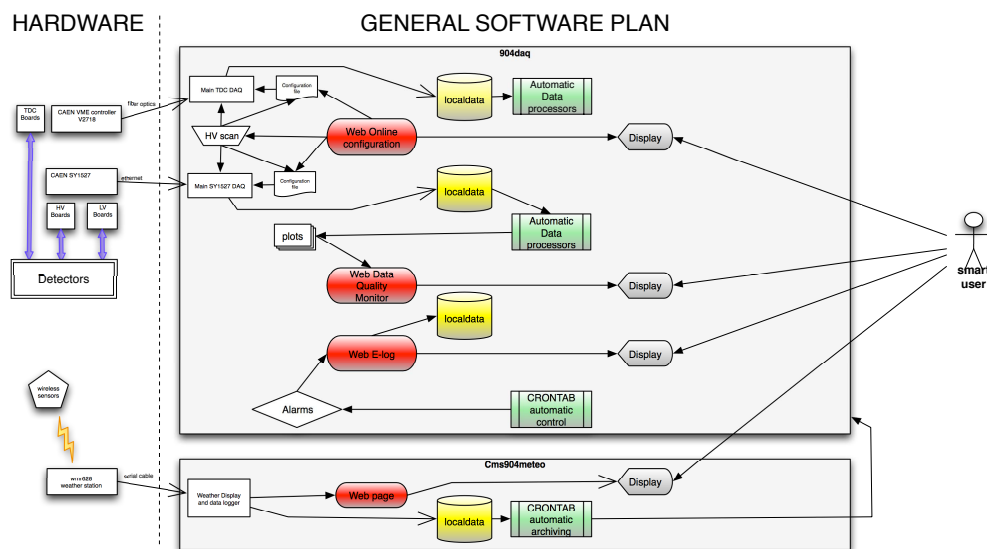 HARDWARE
GENERAL SOFTWARE PLAN
904daq
TDC
Boards
CAEN VME controller
V2718
fiber optics
Main TDC DAQ
Configuration
file
localdata
Automatic
Data
processors
HV scan
Web Online
configuration
Display
CAEN SY1527
ethernet
Main SY1527 DAQ
Configuration
file
localdata
HV
Boards
LV
Boards
Automatic
Data
processors
plots
Detectors
Web Data
Quality
Monitor
Display
smart
user
localdata
Web E-log
Display
wireless
sensors
Alarms
CRONTAB
automatic
control
Cms904meteo
weather station
serial cable
Weather Display
and data logger
Web page
Display
localdata
CRONTAB
automatic
archiving